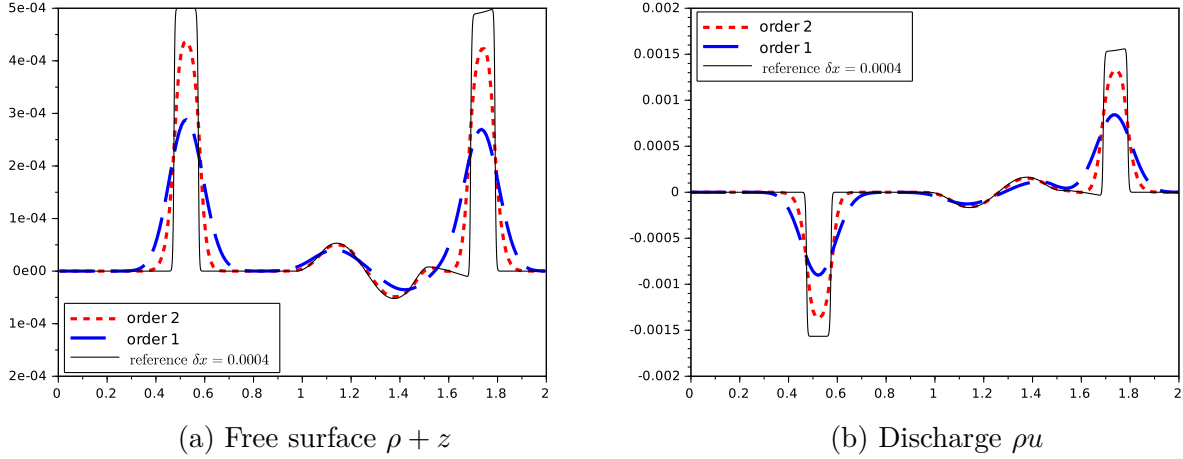 5e-04
4e-04
3e-04
2e-04
1e-04
0e00
1e-04
2e-04
0 0.2 0.4 0.6 0.8 1 1.2 1.4 1.6 1.8 2
order 2
order 1
reference δx = 0.0004
(a) Free surface ρ + z
0.002
0.0015
0.001
0.0005
0
-0.0005
-0.001
-0.0015
-0.002
0 0.2 0.4 0.6 0.8 1 1.2 1.4 1.6 1.8 2
order 2
order 1
reference δx = 0.0004
(b) Discharge ρu